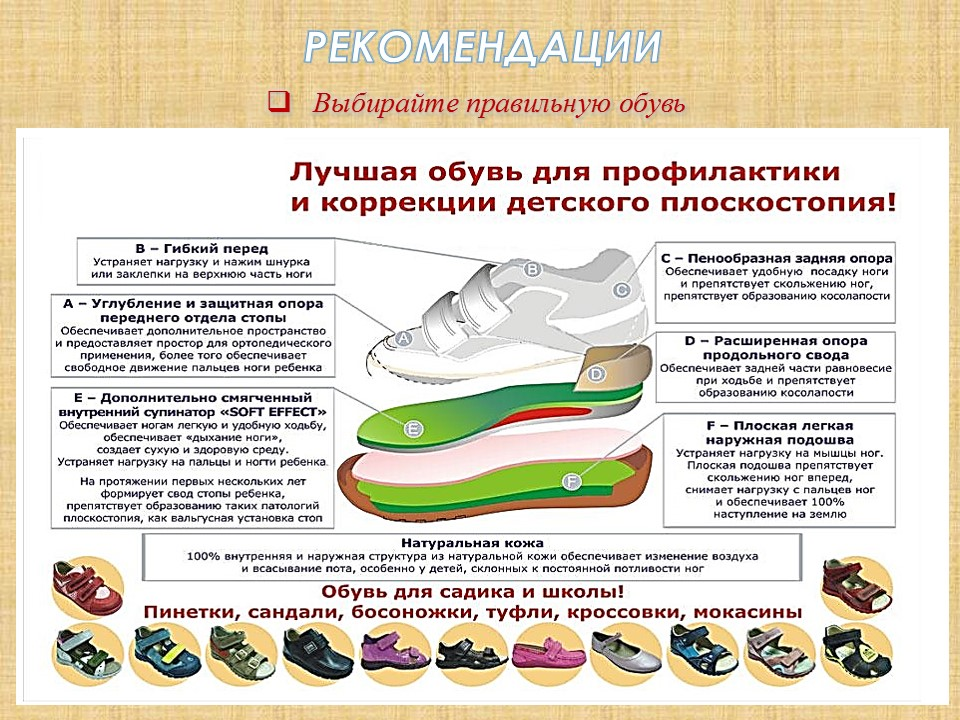 РЕКОМЕНДАЦИИ
Выбирайте правильную обувь
Лучшая обувь для профилактики
и коррекции детского плоскостопия!
B – Гибкий перед
Устраняет нагрузку и нажим шнурка
или заклепки на верхнюю часть ноги
A – Углубление и защитная опора
переднего отдела стопы
Обеспечивает дополнительное пространство
и предоставляет простор для ортопедического
применения, более того обеспечивает
свободное движение пальцев ноги ребенка
E – Дополнительно смягченный
внутренний супинатор «SOFT EFFECT»
Обеспечивает ногам легкую и удобную ходьбу,
обеспечивает «дыхание ноги»,
создает сухую и здоровую среду.
Устраняет нагрузку на пальцы и ногти ребенка.
На протяжении первых нескольких лет
формирует свод стопы ребенка,
препятствует образованию таких патологий
плоскостопия, как вальгусная установка стоп
B
C
A
D
E
F
C – Пенообразная задняя опора
Обеспечивает удобную посадку ноги
и препятствует скольжению ног,
препятствует образованию косолапости
D – Расширенная опора
продольного свода
Обеспечивает задней части равновесие
при ходьбе и препятствует
образованию косолапости
F – Плоская легкая
наружная подошва
Устраняет нагрузку на мышцы ног.
Плоская подошва препятствует
скольжению ног вперед,
снимает нагрузку с пальцев ног
и обеспечивает 100%
наступление на землю
Натуральная кожа
100% внутренняя и наружная структура из натуральной кожи обеспечивает изменение воздуха
и всасывание пота, особенно у детей, склонных к постоянной потливости ног
Обувь для садика и школы!
Пинетки, сандали, босоножки, туфли, кроссовки, мокасины